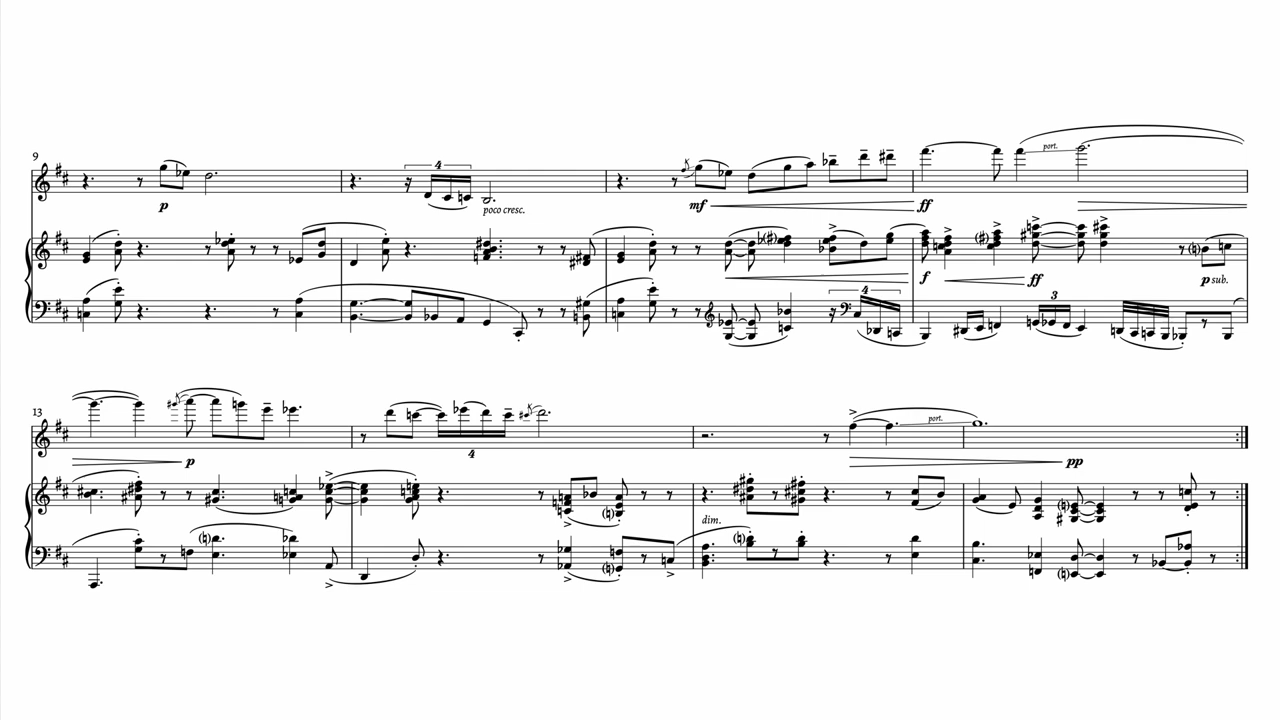 9
4
port.
p
poco cresc.
mf
ff
f
ff
p sub.
4
3
13
port.
p
4
pp
dim.